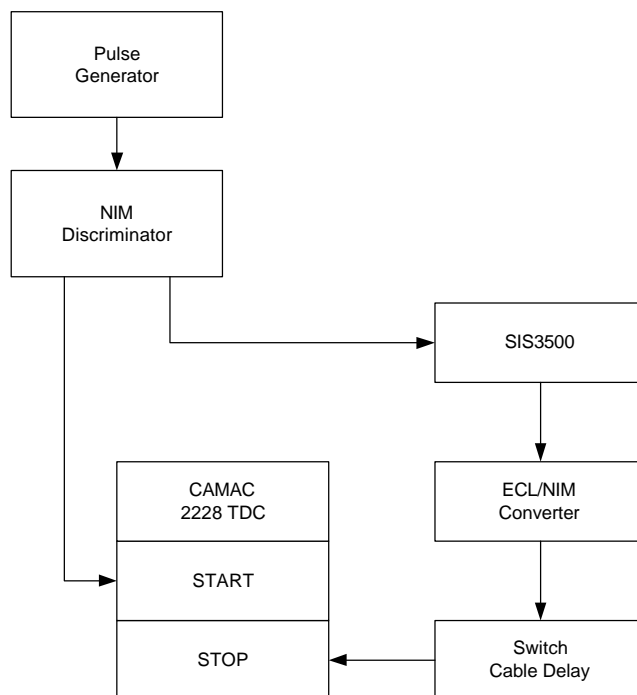 Pulse
Generator
NIM
Discriminator
SIS3500
CAMAC
2228 TDC
ECL/NIM
Converter
START
STOP
Switch
Cable Delay